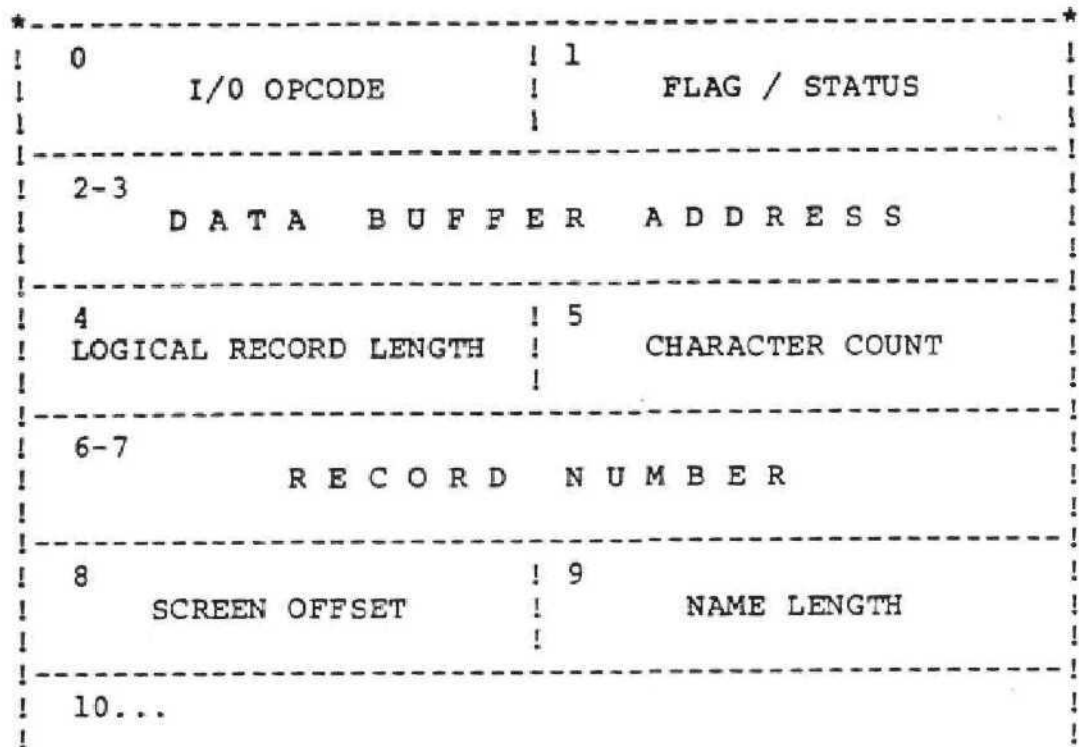 0 1
I/O OPCODE FLAG / STATUS
2-3
D A T A B U F F E R A D D R E S S
4 5
LOGICAL RECORD LENGTH CHARACTER COUNT
6-7
R E C O R D N U M B E R
8 9
SCREEN OFFSET NAME LENGTH
10...